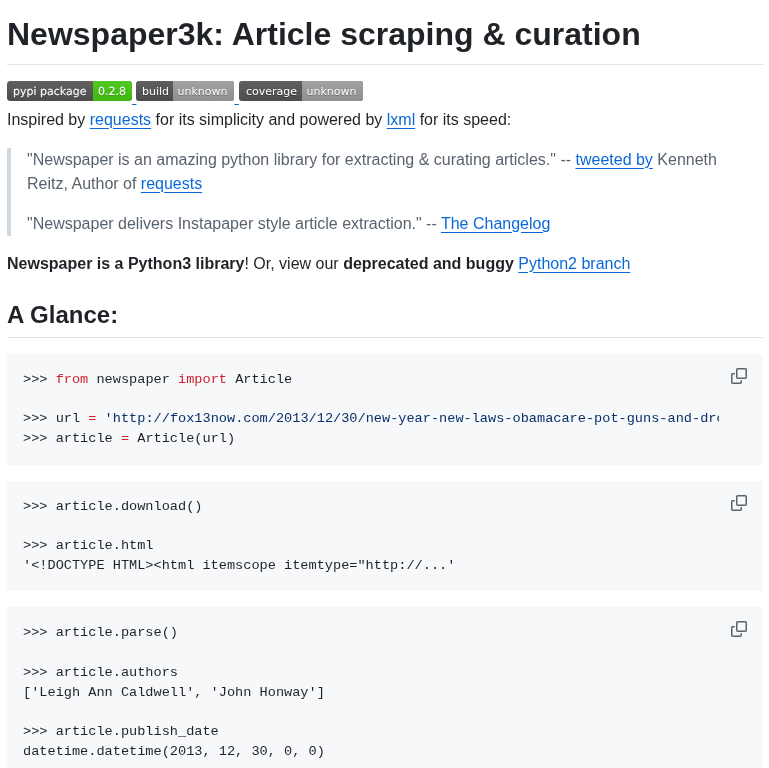 Newspaper3k: Article scraping & curation
pypi package 0.2.8 build unknown coverage unknown
Inspired by requests for its simplicity and powered by lxml for its speed:
"Newspaper is an amazing python library for extracting & curating articles." -- tweeted by Kenneth
Reitz, Author of requests
"Newspaper delivers Instapaper style article extraction." -- The Changelog
Newspaper is a Python3 library! Or, view our deprecated and buggy Python2 branch
A Glance:
>>> from newspaper import Article
>>> url = 'http://fox13now.com/2013/12/30/new-year-new-laws-obamacare-pot-guns-and-dro
>>> article = Article(url)
>>> article.download()
>>> article.html
'<!DOCTYPE HTML><html itemscope itemtype="http://...'
>>> article.parse()
>>> article.authors
['Leigh Ann Caldwell', 'John Honway']
>>> article.publish_date
datetime.datetime(2013, 12, 30, 0, 0)